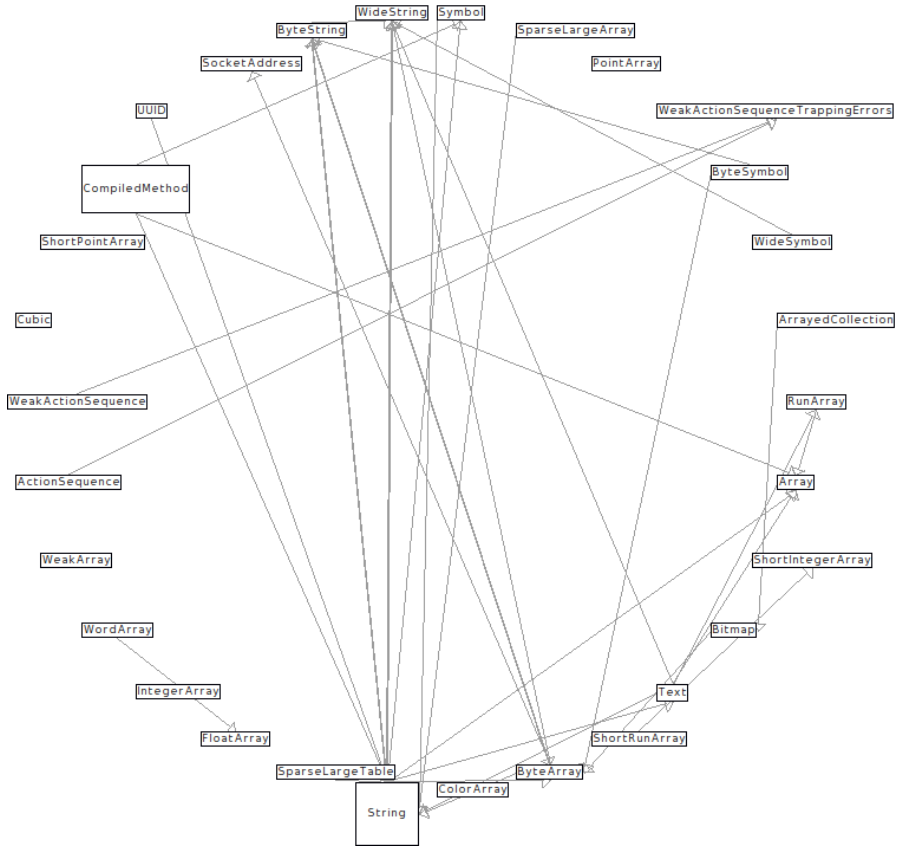 WideString
Symbol
ByteString
SparseLargeArray
SocketAddress
PointArray
UUID
WeakActionSequenceTrappingErrors
CompiledMethod
ByteSymbol
ShortPointArray
WideSymbol
Cubic
ArrayedCollection
WeakActionSequence
RunArray
ActionSequence
Array
WeakArray
ShortIntegerArray
WordArray
Bitmap
IntegerArray
Text
FloatArray
ShortRunArray
SparseLargeTable
ByteArray
ColorArray
String